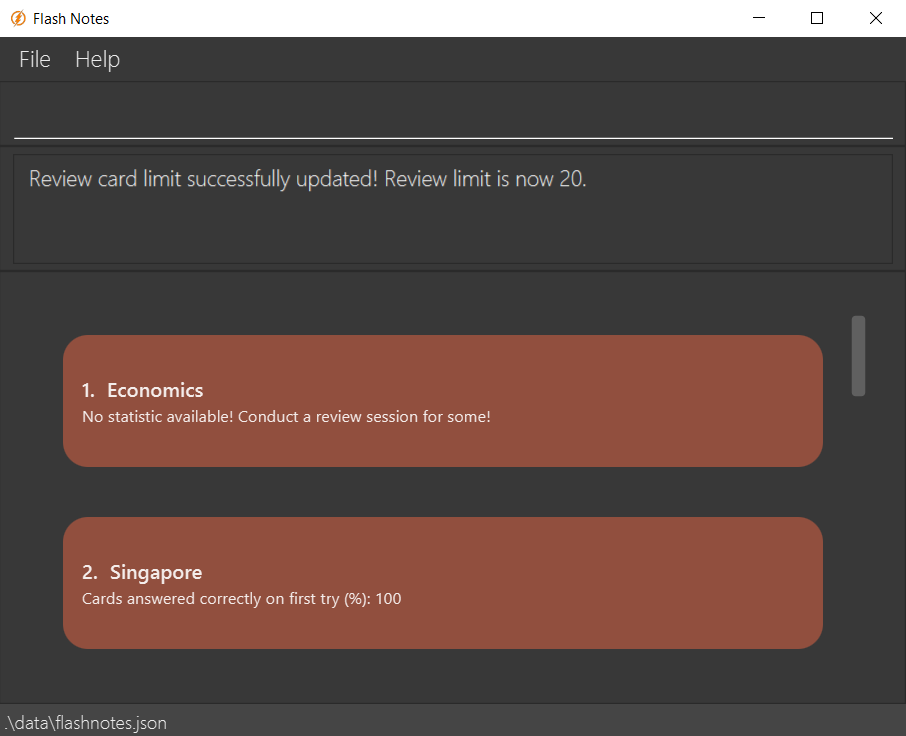 Flash Notes
File Help
Review card limit successfully updated! Review limit is now 20.
1. Economics
No statistic available! Conduct a review session for some!
2. Singapore
Cards answered correctly on first try (%): 100
.\data\flashnotes.json